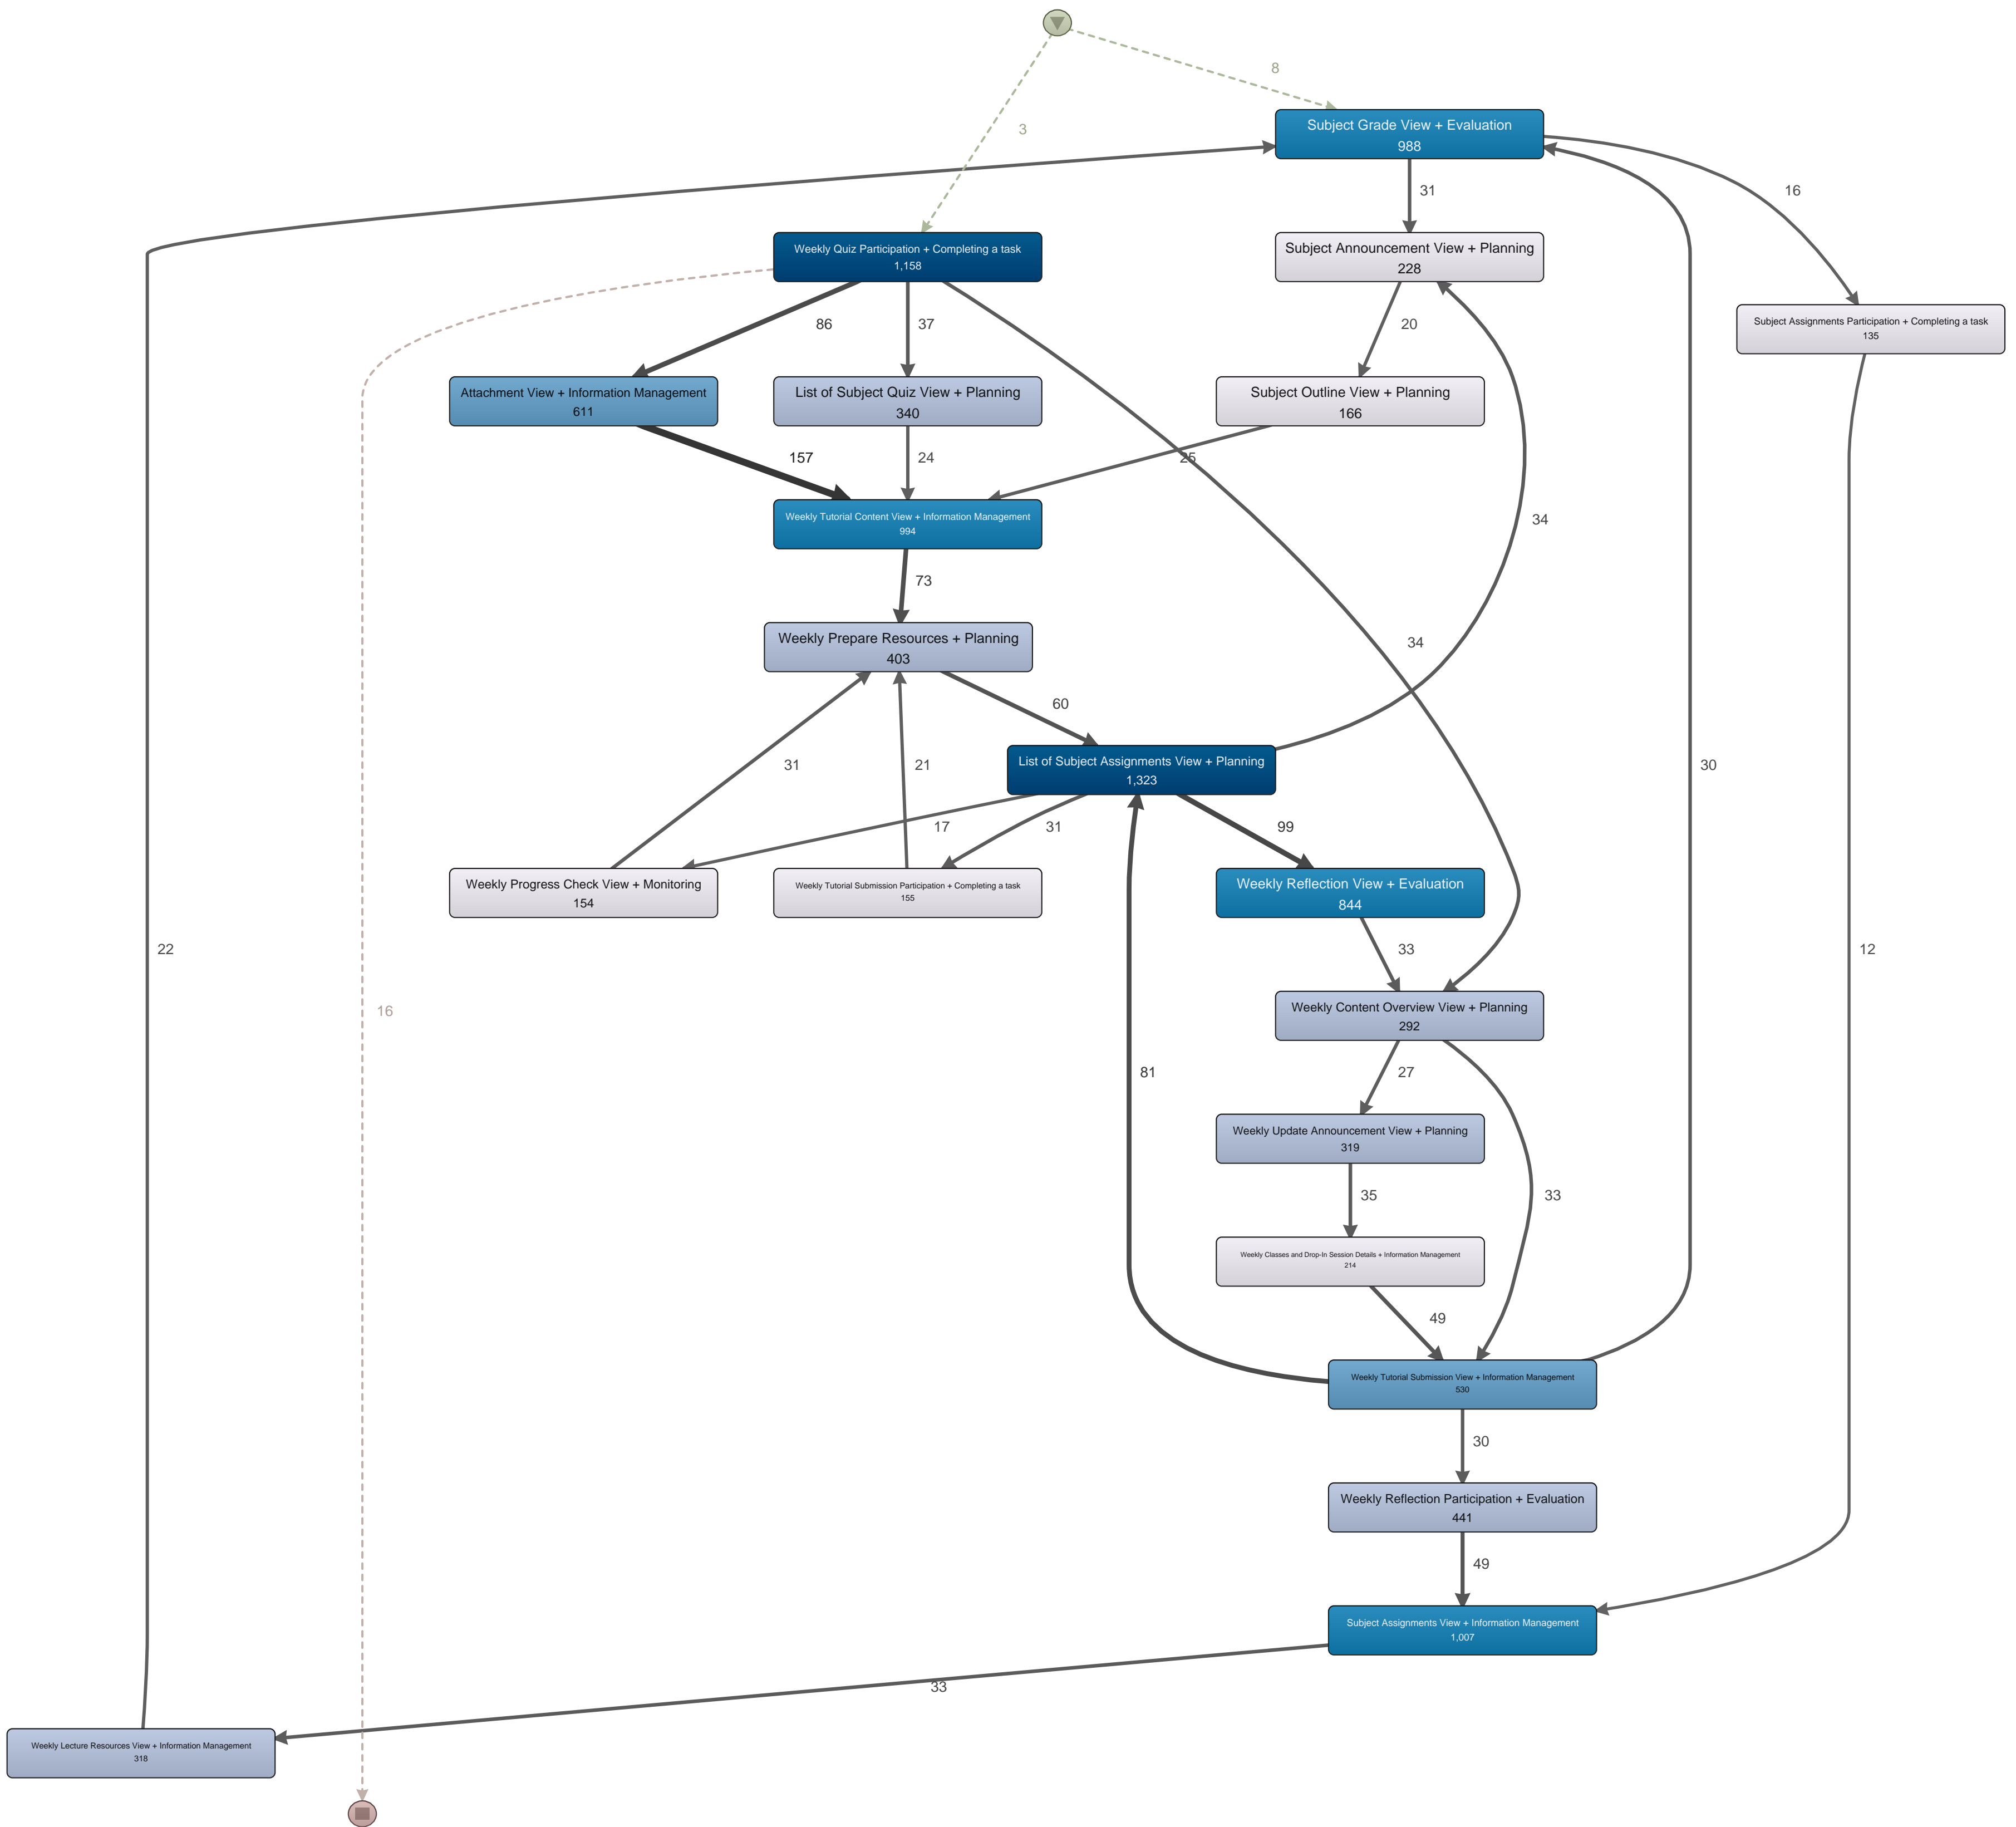 8
3
Subject Grade View + Evaluation
988
31
16
Weekly Quiz Participation + Completing a task
1,158
Subject Announcement View + Planning
228
Subject Assignments Participation + Completing a task
135
86
37
20
Attachment View + Information Management
611
List of Subject Quiz View + Planning
340
Subject Outline View + Planning
166
157
24
25
Weekly Tutorial Content View + Information Management
994
34
73
Weekly Prepare Resources + Planning
403
34
60
List of Subject Assignments View + Planning
1,323
31
21
30
17
31
99
Weekly Progress Check View + Monitoring
154
Weekly Tutorial Submission Participation + Completing a task
155
Weekly Reflection View + Evaluation
844
22
33
12
Weekly Content Overview View + Planning
292
16
81
27
Weekly Update Announcement View + Planning
319
35
33
Weekly Classes and Drop-In Session Details + Information Management
214
49
Weekly Tutorial Submission View + Information Management
530
30
Weekly Reflection Participation + Evaluation
441
49
Subject Assignments View + Information Management
1,007
33
Weekly Lecture Resources View + Information Management
318